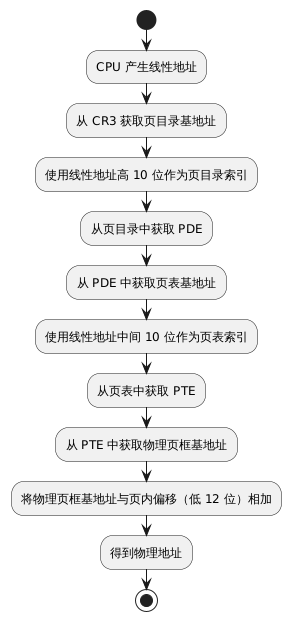 CPU 产生线性地址
从 CR3 获取页目录基地址
使用线性地址高 10 位作为页目录索引
从页目录中获取 PDE
从 PDE 中获取页表基地址
使用线性地址中间 10 位作为页表索引
从页表中获取 PTE
从 PTE 中获取物理页框基地址
将物理页框基地址与页内偏移（低 12 位）相加
得到物理地址